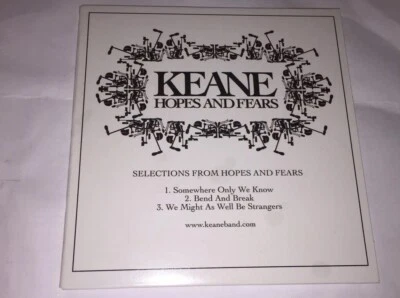 KEANE
HOPES AND FEARS
SELECTIONS FROM HOPES AND FEARS
1. Somewhere Only We Know
2. Bend And Break
3. We Might As Well Be Strangers
www.keaneband.com